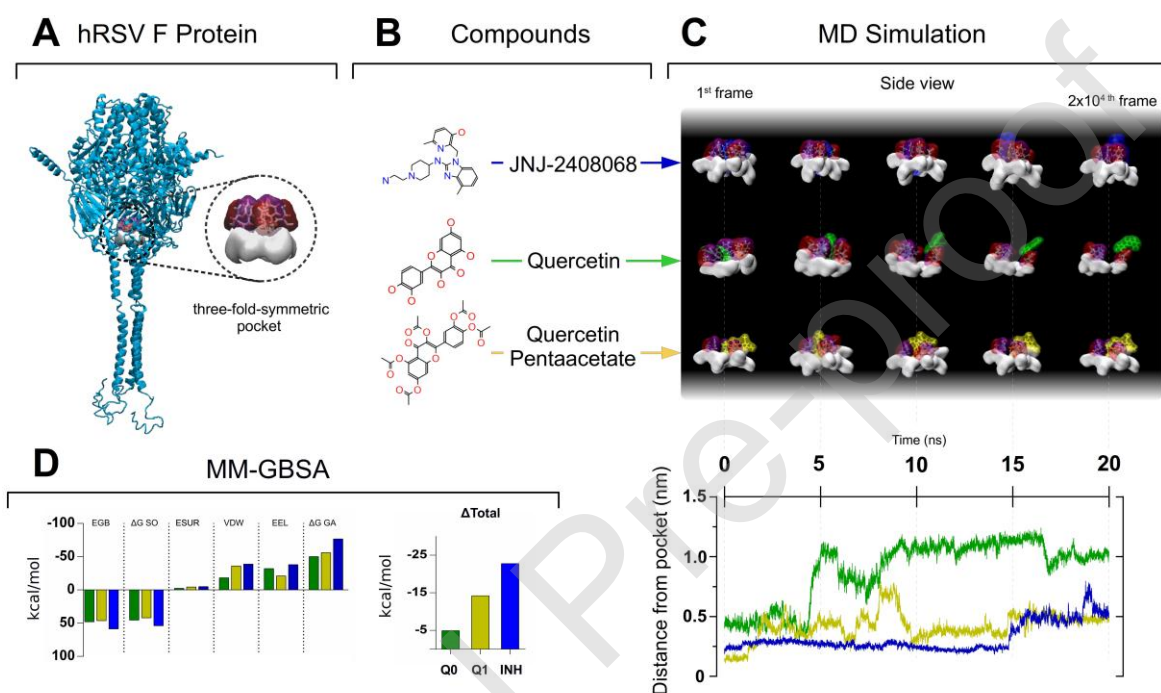 A hRSV F Protein
three-fold-symmetric
pocket
B Compounds
JNJ-2408068
Quercetin
Quercetin
Pentaacetate
C MD Simulation
Side view
1st frame
2x10⁴ th frame
Time (ns)
0 5 10 15 20
Distance from pocket (nm)
1.5
1.0
0.5
0
D MM-GBSA
kcal/mol
-100
-50
0
50
100
EGB ΔG SO ESUR VDW EEL ΔG GA
ΔTotal
kcal/mol
-25
-15
-5
Q0 Q1 INH
Pre-proof